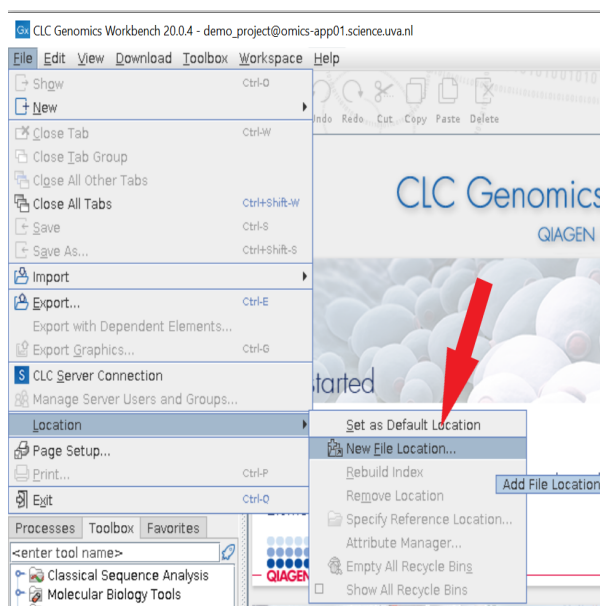 CLC Genomics Workbench 20.0.4 - demo_project@omics-app01.science.uva.nl
File Edit View Download Toolbox Workspace Help
Show Ctrl-O
New
Close Tab Ctrl-W
Close Tab Group
Close All Other Tabs
Close All Tabs Ctrl+Shift-W
Save Ctrl-S
Save As... Ctrl+Shift-S
Import
Export... Ctrl-E
Export with Dependent Elements...
Export Graphics... Ctrl-G
CLC Server Connection
Manage Server Users and Groups...
Location
Page Setup...
Print... Ctrl-P
Exit Ctrl-Q
Redo Cut Copy Paste Delete
CLC Genomics
QIAGEN
Set as Default Location
New File Location...
Rebuild Index
Remove Location
Add File Location
Specify Reference Location...
Attribute Manager...
Empty All Recycle Bins
Show All Recycle Bins
Processes Toolbox Favorites
<enter tool name>
Classical Sequence Analysis
Molecular Biology Tools
QIAGEN